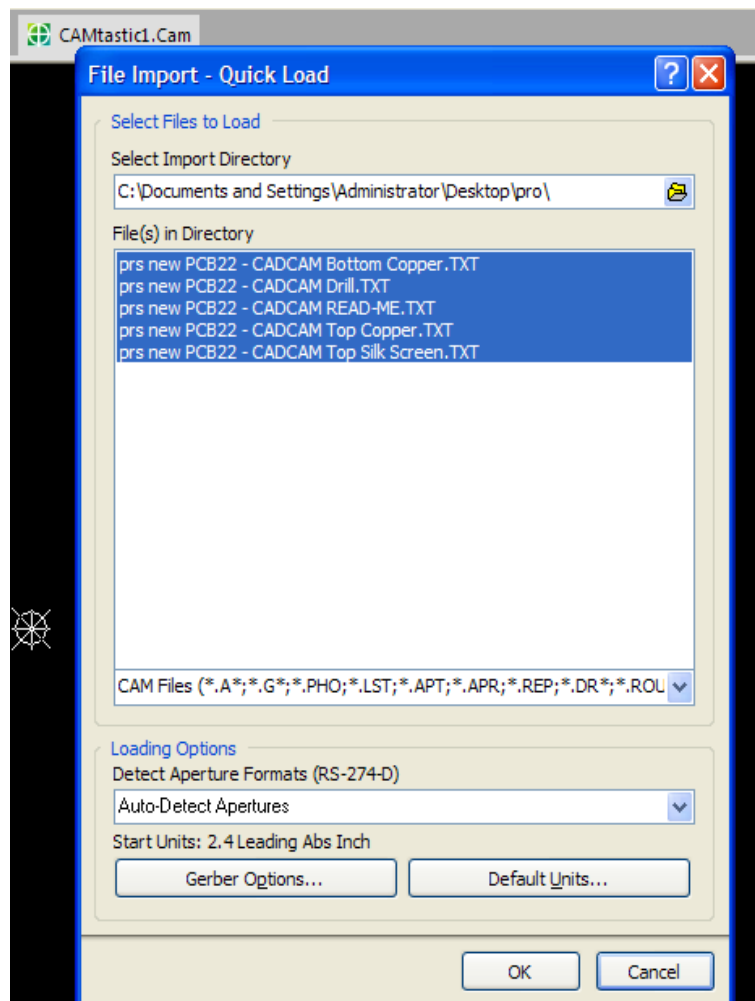 CAMtastic1.Cam
File Import - Quick Load
Select Files to Load
Select Import Directory
C:\Documents and Settings\Administrator\Desktop\pro\
File(s) in Directory
prs new PCB22 - CADCAM Bottom Copper.TXT
prs new PCB22 - CADCAM Drill.TXT
prs new PCB22 - CADCAM READ-ME.TXT
prs new PCB22 - CADCAM Top Copper.TXT
prs new PCB22 - CADCAM Top Silk Screen.TXT
CAM Files (*.A*;*.G*;*.PHO;*.LST;*.APT;*.APR;*.REP;*.DR*;*.ROU
Loading Options
Detect Aperture Formats (RS-274-D)
Auto-Detect Apertures
Start Units: 2.4 Leading Abs Inch
Gerber Options...
Default Units...
OK
Cancel